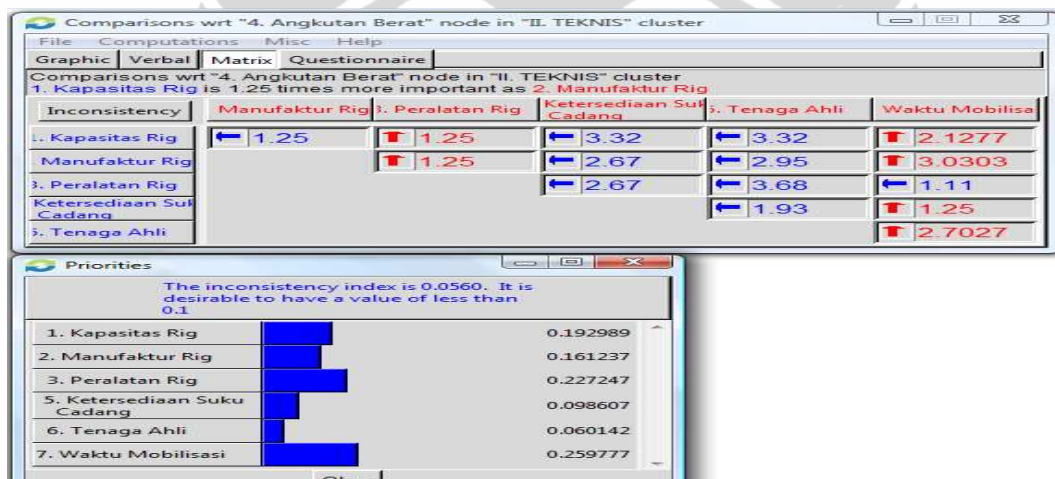 Comparisons wrt "4. Angkutan Berat" node in "II. TEKNIS" cluster
File Computations Misc Help
Graphic Verbal Matrix Questionnaire
Comparisons wrt "4. Angkutan Berat" node in "II. TEKNIS" cluster
1. Kapasitas Rig is 1.25 times more important as 2. Manufaktur Rig
Inconsistency Manufaktur Rig 3. Peralatan Rig Ketersediaan Suk Cadang 5. Tenaga Ahli Waktu Mobilisa
1. Kapasitas Rig 1.25 1.25 3.32 3.32 2.1277
Manufaktur Rig 1.25 2.67 2.95 3.0303
3. Peralatan Rig 2.67 3.68 1.11
Ketersediaan Suk
Cadang 1.93 1.25
5. Tenaga Ahli 2.7027
Priorities
The inconsistency index is 0.0560. It is
desirable to have a value of less than
0.1
1. Kapasitas Rig 0.192989
2. Manufaktur Rig 0.161237
3. Peralatan Rig 0.227247
5. Ketersediaan Suku
Cadang 0.098607
6. Tenaga Ahli 0.060142
7. Waktu Mobilisasi 0.259777